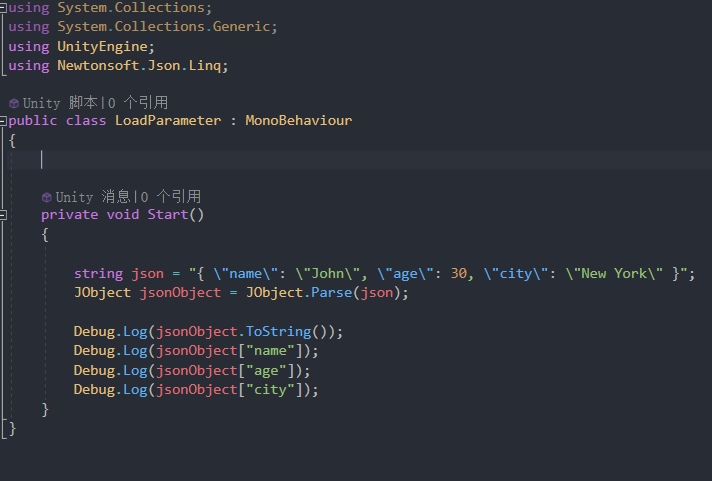 using System.Collections;
using System.Collections.Generic;
using UnityEngine;
using Newtonsoft.Json.Linq;
Unity 脚本|0 个引用
public class LoadParameter : MonoBehaviour
{
Unity 消息|0 个引用
private void Start()
{
string json = "{ \"name\": \"John\", \"age\": 30, \"city\": \"New York\" }";
JObject jsonObject = JObject.Parse(json);
Debug.Log(jsonObject.ToString());
Debug.Log(jsonObject["name"]);
Debug.Log(jsonObject["age"]);
Debug.Log(jsonObject["city"]);
}
}